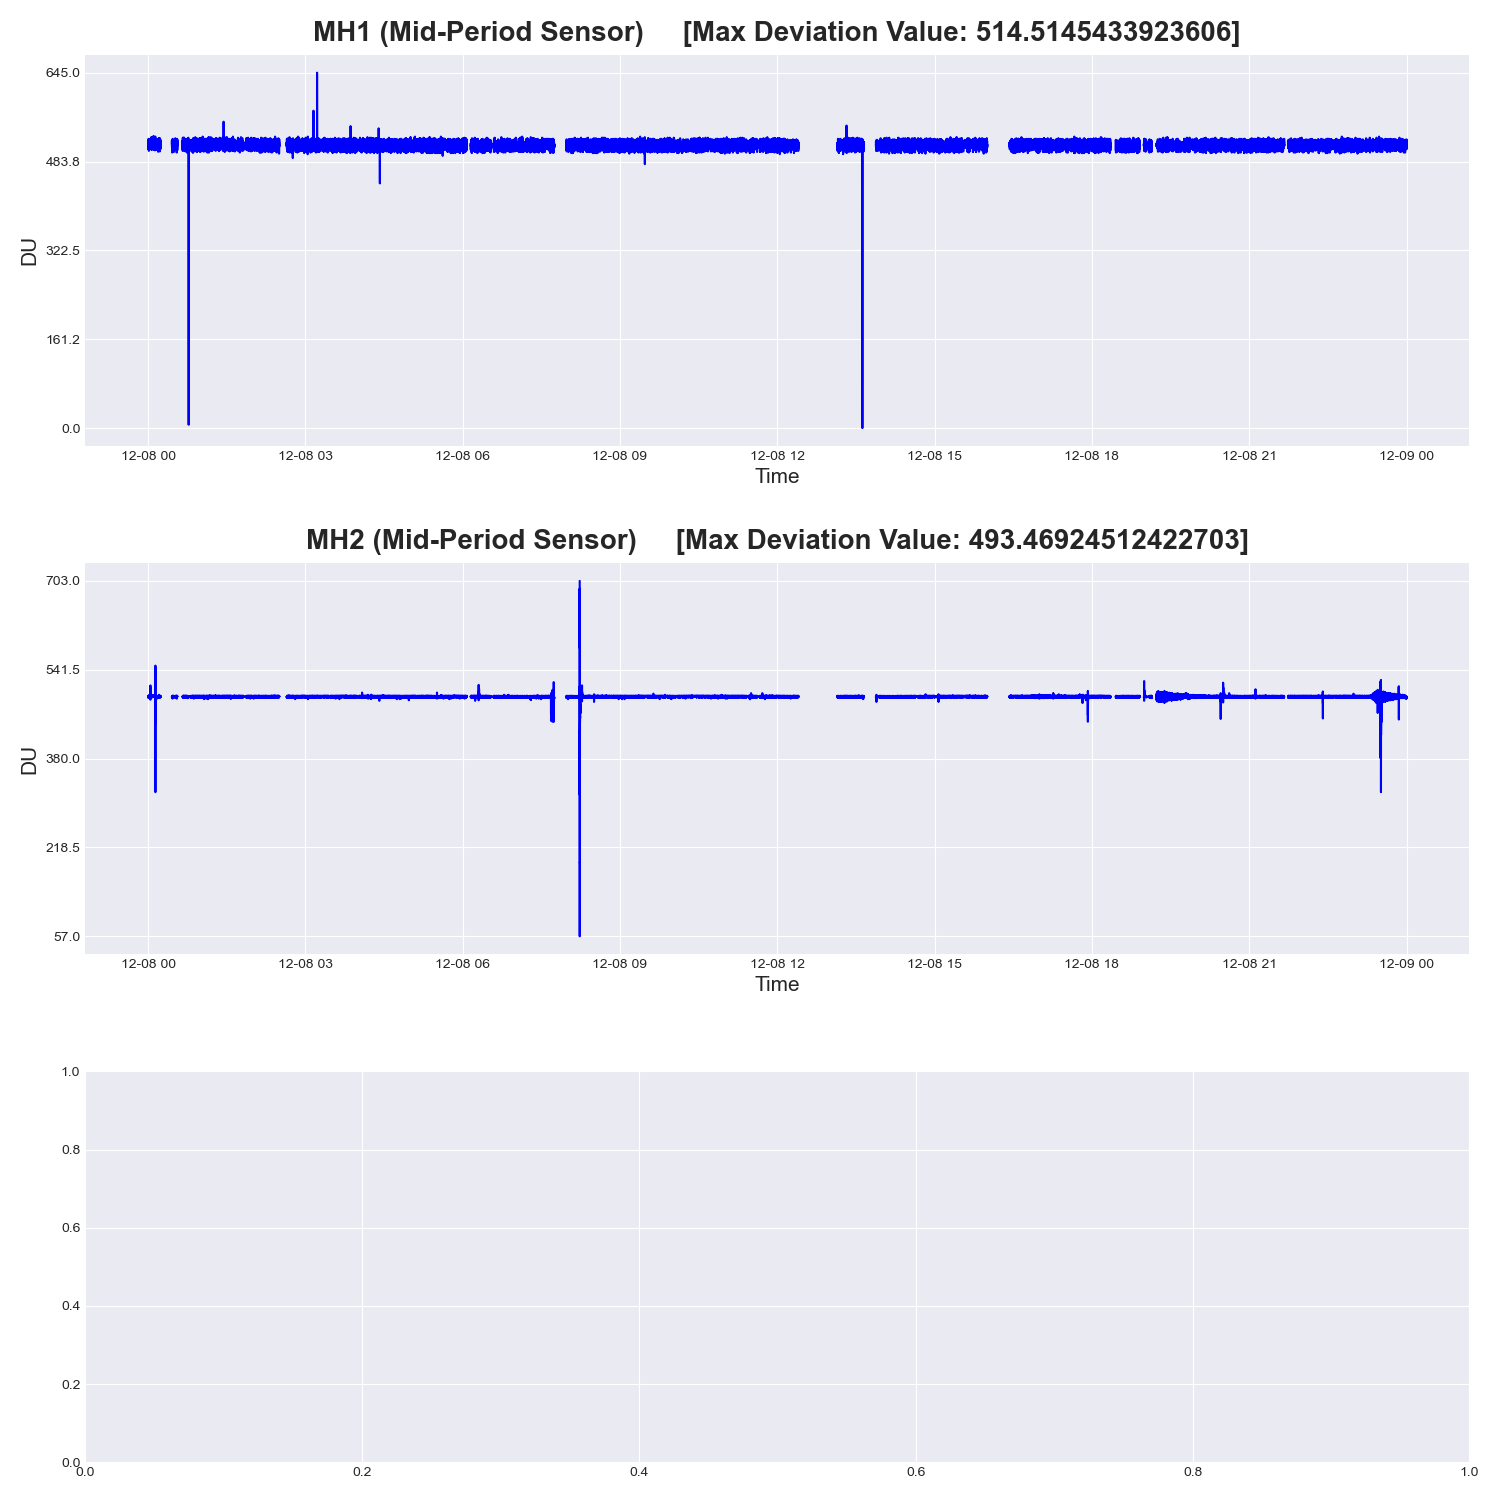 MH1 (Mid-Period Sensor) [Max Deviation Value: 514.5145433923606]
645.0
483.8
322.5
161.2
0.0
DU
12-08 00 12-08 03 12-08 06 12-08 09 12-08 12 12-08 15 12-08 18 12-08 21 12-09 00
Time
MH2 (Mid-Period Sensor) [Max Deviation Value: 493.46924512422703]
703.0
541.5
380.0
218.5
57.0
DU
12-08 00 12-08 03 12-08 06 12-08 09 12-08 12 12-08 15 12-08 18 12-08 21 12-09 00
Time
1.0
0.8
0.6
0.4
0.2
0.0
0.0 0.2 0.4 0.6 0.8 1.0